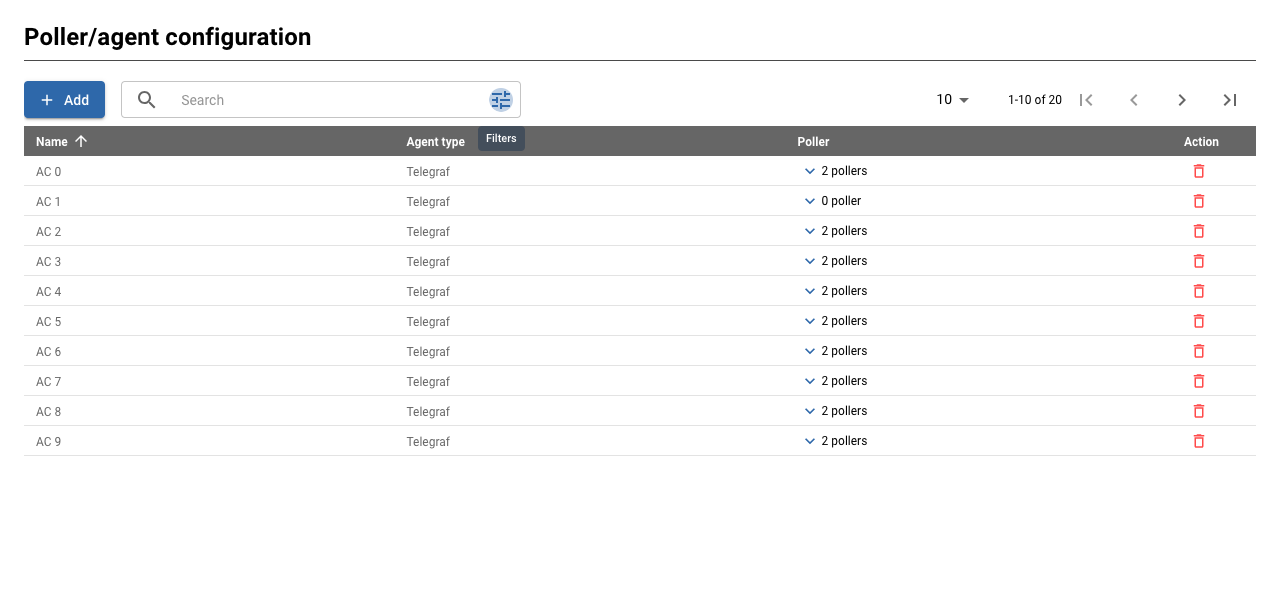 Poller/agent configuration
Add Search 10 1-10 of 20
Name Agent type Filters Poller Action
AC 0 Telegraf 2 pollers
AC 1 Telegraf 0 poller
AC 2 Telegraf 2 pollers
AC 3 Telegraf 2 pollers
AC 4 Telegraf 2 pollers
AC 5 Telegraf 2 pollers
AC 6 Telegraf 2 pollers
AC 7 Telegraf 2 pollers
AC 8 Telegraf 2 pollers
AC 9 Telegraf 2 pollers